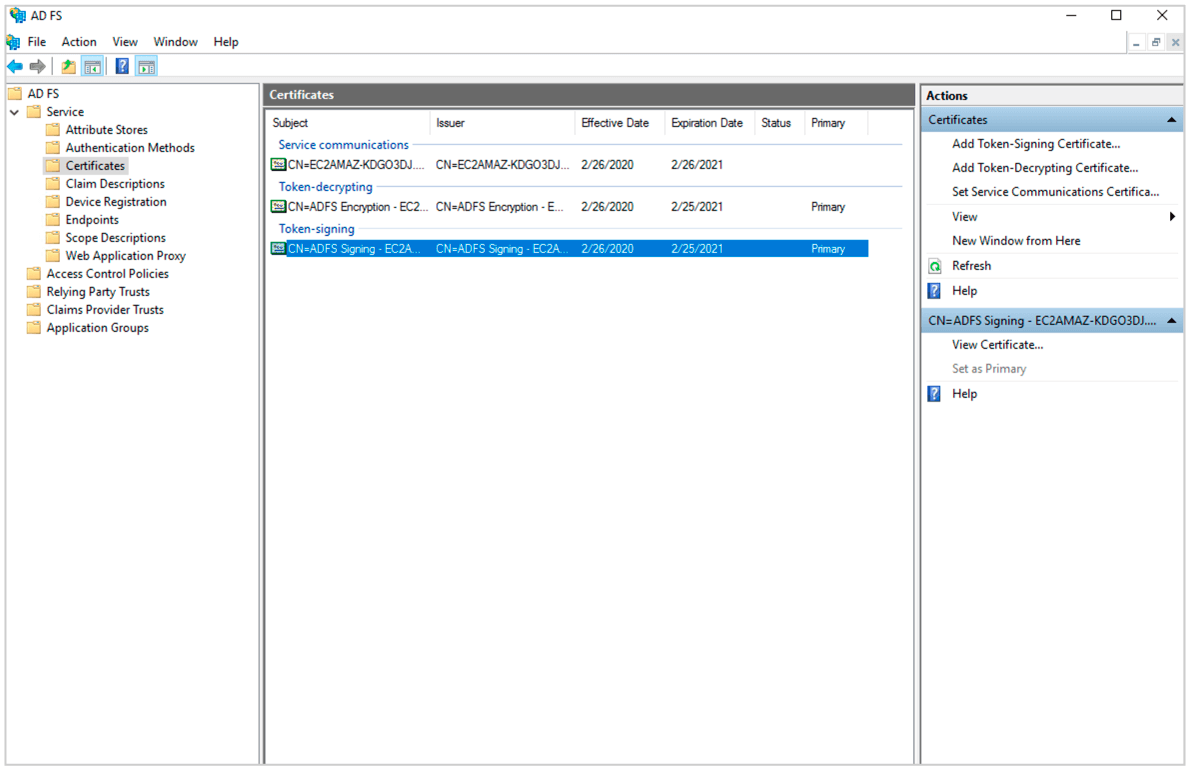 AD FS
File Action View Window Help
AD FS
Service
Attribute Stores
Authentication Methods
Certificates
Claim Descriptions
Device Registration
Endpoints
Scope Descriptions
Web Application Proxy
Access Control Policies
Relying Party Trusts
Claims Provider Trusts
Application Groups
Certificates
Subject Issuer Effective Date Expiration Date Status Primary
Service communications
CN=EC2AMAZ-KDGO3DJ.... CN=EC2AMAZ-KDGO3DJ... 2/26/2020 2/26/2021
Token-decrypting
CN=ADFS Encryption - EC2... CN=ADFS Encryption - E... 2/26/2020 2/25/2021 Primary
Token-signing
CN=ADFS Signing - EC2A... CN=ADFS Signing - EC2A... 2/26/2020 2/25/2021 Primary
Actions
Certificates
Add Token-Signing Certificate...
Add Token-Decrypting Certificate...
Set Service Communications Certifica...
View
New Window from Here
Refresh
Help
CN=ADFS Signing - EC2AMAZ-KDGO3DJ....
View Certificate...
Set as Primary
Help